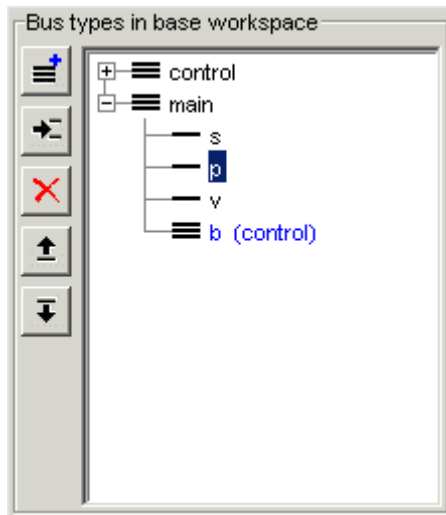 Bus types in base workspace
control
main
s
p
v
b (control)